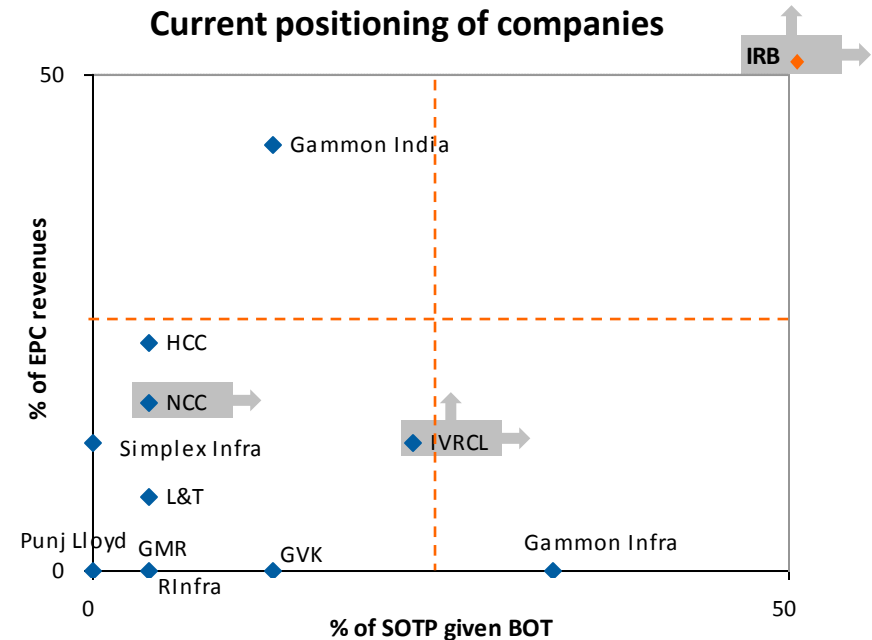 Current positioning of companies
IRB
50
Gammon India
% of EPC revenues
HCC
NCC
IVRCL
Simplex Infra
L&T
Punj Lloyd
GMR
GVK
Gammon Infra
0
RInfra
0
50
% of SOTP given BOT